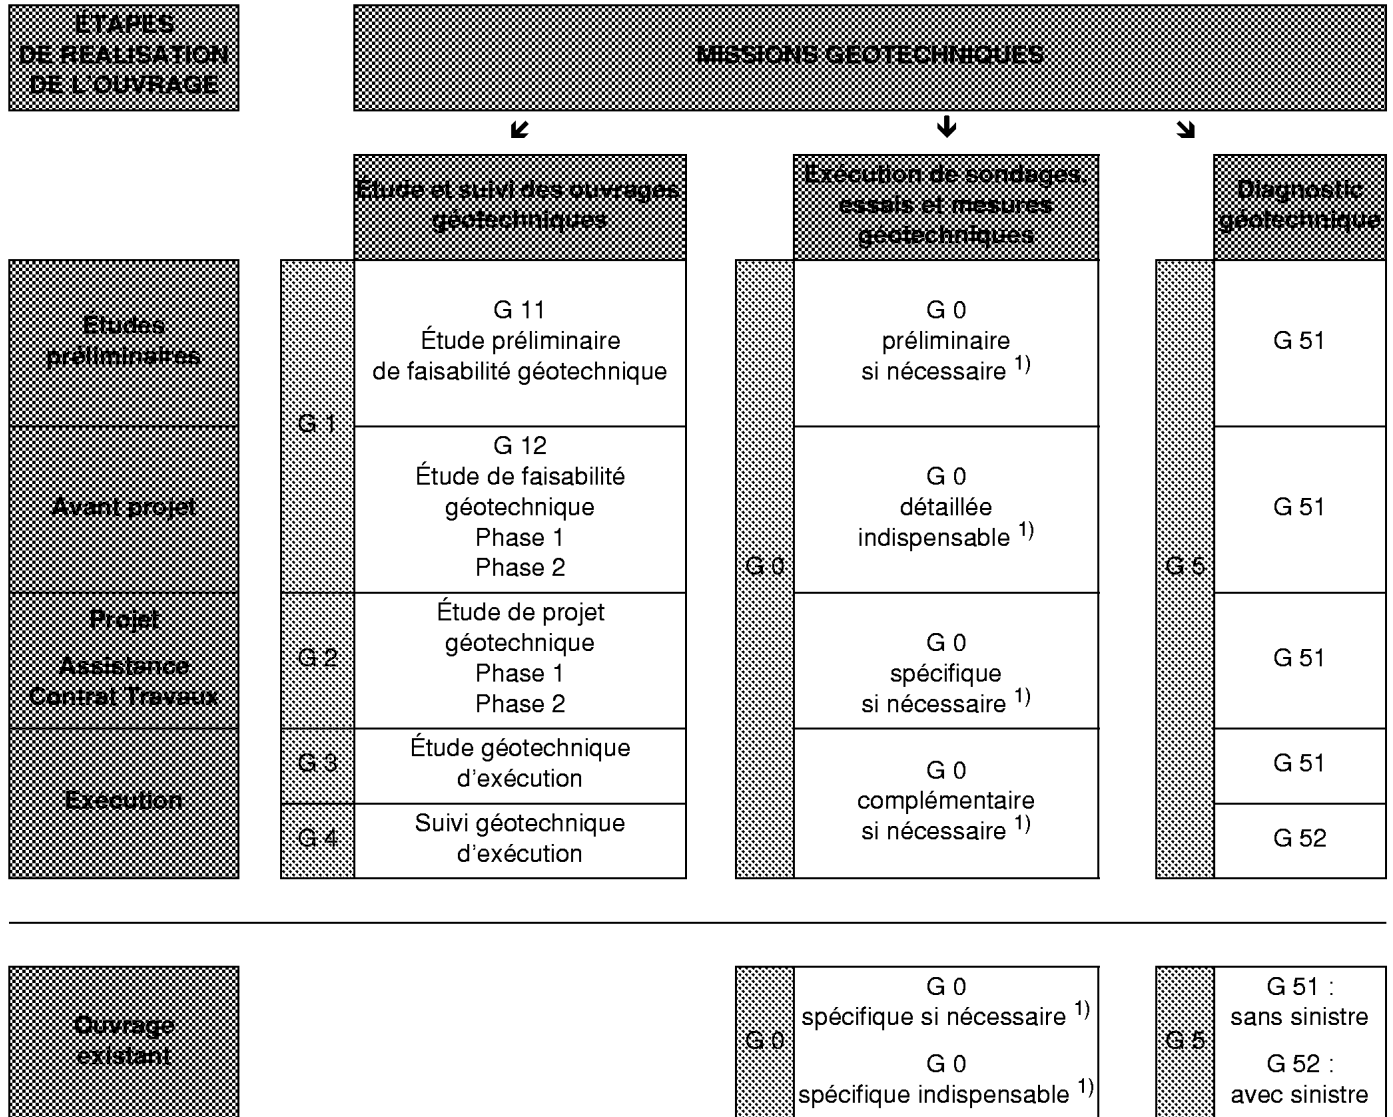 ÉTAPES
DE RÉALISATION
DE L'OUVRAGE
MISSIONS GÉOTECHNIQUES
Étude et suivi des ouvrages
géotechniques
Exécution de sondages,
essais et mesures
géotechniques
Diagnostic
géotechnique
Études
préliminaires
G 1
G 11
Étude préliminaire
de faisabilité géotechnique
G 0
préliminaire
si nécessaire 1)
G 51
Avant projet
G 12
Étude de faisabilité
géotechnique
Phase 1
Phase 2
G 0
G 0
détaillée
indispensable 1)
G 5
G 51
Projet
Assistance
Contrat Travaux
G 2
Étude de projet
géotechnique
Phase 1
Phase 2
G 0
spécifique
si nécessaire 1)
G 51
Exécution
G 3
Étude géotechnique
d'exécution
G 0
complémentaire
si nécessaire 1)
G 51
G 4
Suivi géotechnique
d'exécution
G 52
Ouvrage
existant
G 0
G 0
spécifique si nécessaire 1)
G 0
spécifique indispensable 1)
G 5
G 51 :
sans sinistre
G 52 :
avec sinistre